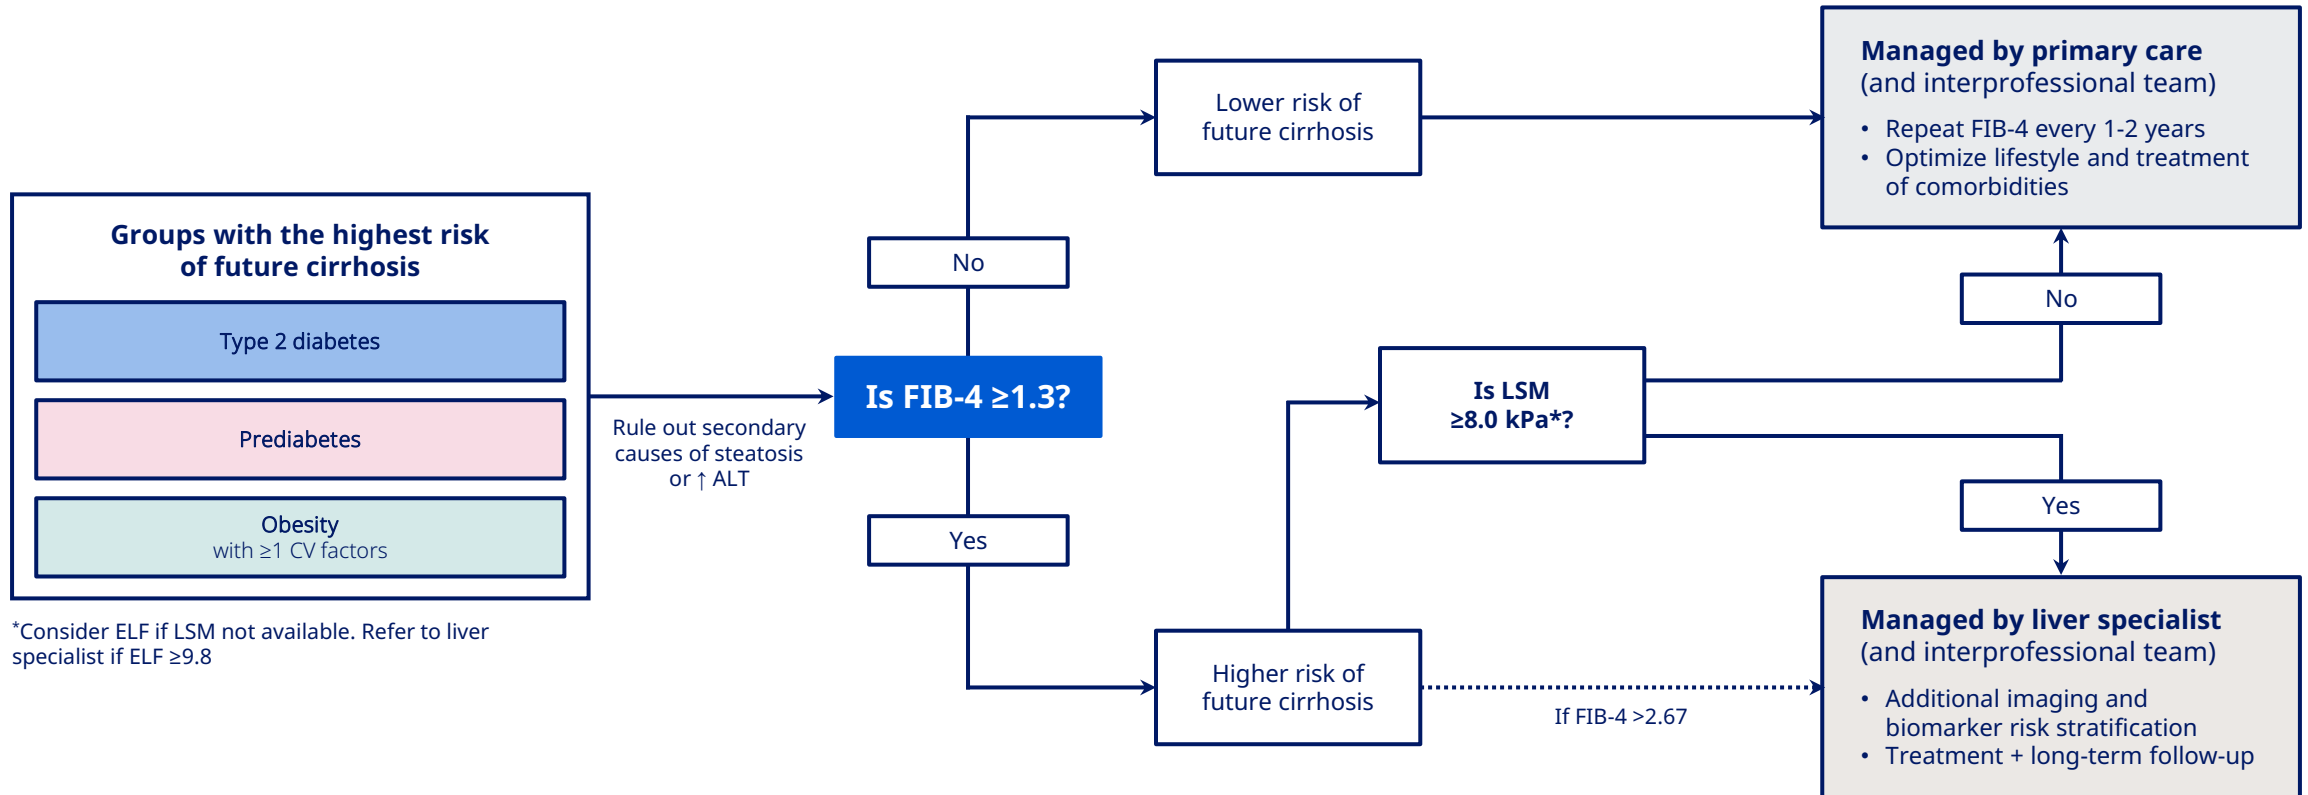 Groups with the highest risk
of future cirrhosis
Type 2 diabetes
Prediabetes
Obesity
with ≥1 CV factors
*Consider ELF if LSM not available. Refer to liver
specialist if ELF ≥9.8
Rule out secondary
causes of steatosis
or ↑ ALT
Is FIB-4 ≥1.3?
No
Lower risk of
future cirrhosis
Yes
Higher risk of
future cirrhosis
If FIB-4 >2.67
Is LSM
≥8.0 kPa*?
No
Yes
Managed by primary care
(and interprofessional team)
• Repeat FIB-4 every 1-2 years
• Optimize lifestyle and treatment
of comorbidities
Managed by liver specialist
(and interprofessional team)
• Additional imaging and
biomarker risk stratification
• Treatment + long-term follow-up